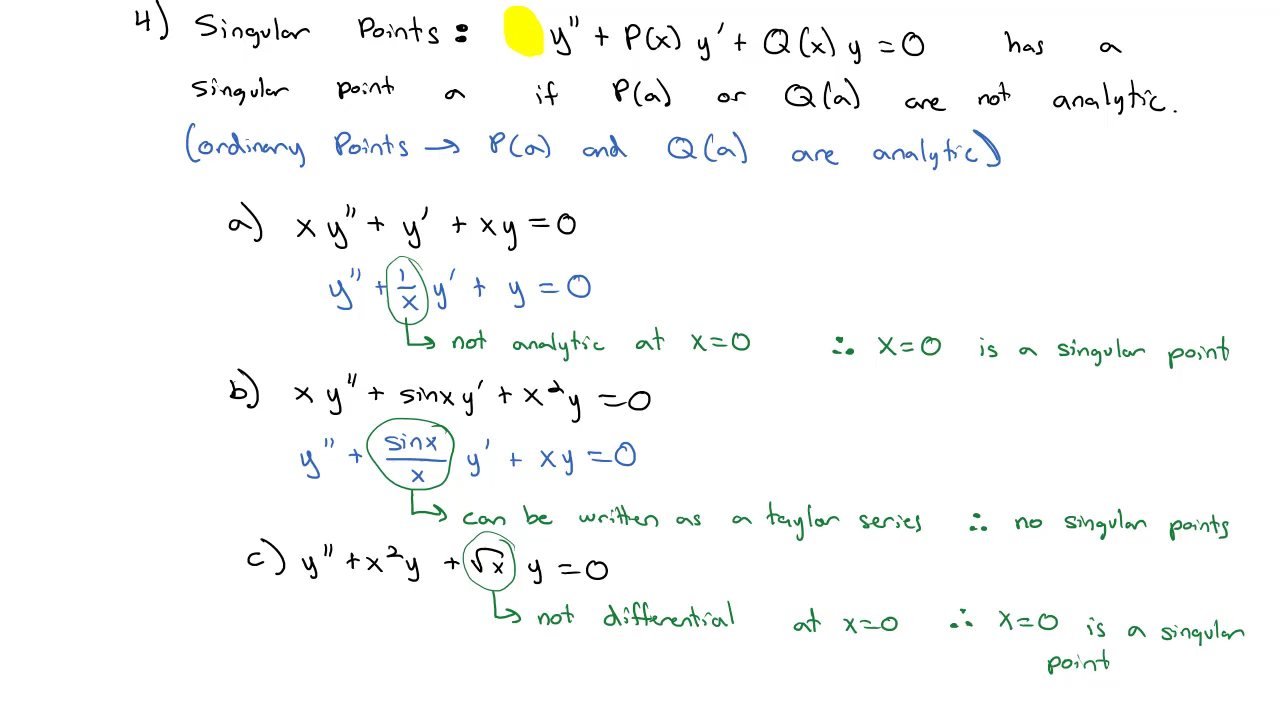 4) Singular Points: y'' + P(x) y' + Q(x) y = 0 has a
singular point a if P(a) or Q(a) are not analytic.
(ordinary Points → P(a) and Q(a) are analytic)
a) x y'' + y' + xy = 0
y'' + 1/x y' + y = 0
↳ not analytic at x=0 ∴ x=0 is a singular point
b) x y'' + sinx y' + x²y = 0
y'' + sinx/x y' + xy = 0
↳ can be written as a taylor series ∴ no singular points
c) y'' + x²y + √x y = 0
↳ not differential at x=0 ∴ x=0 is a singular
point